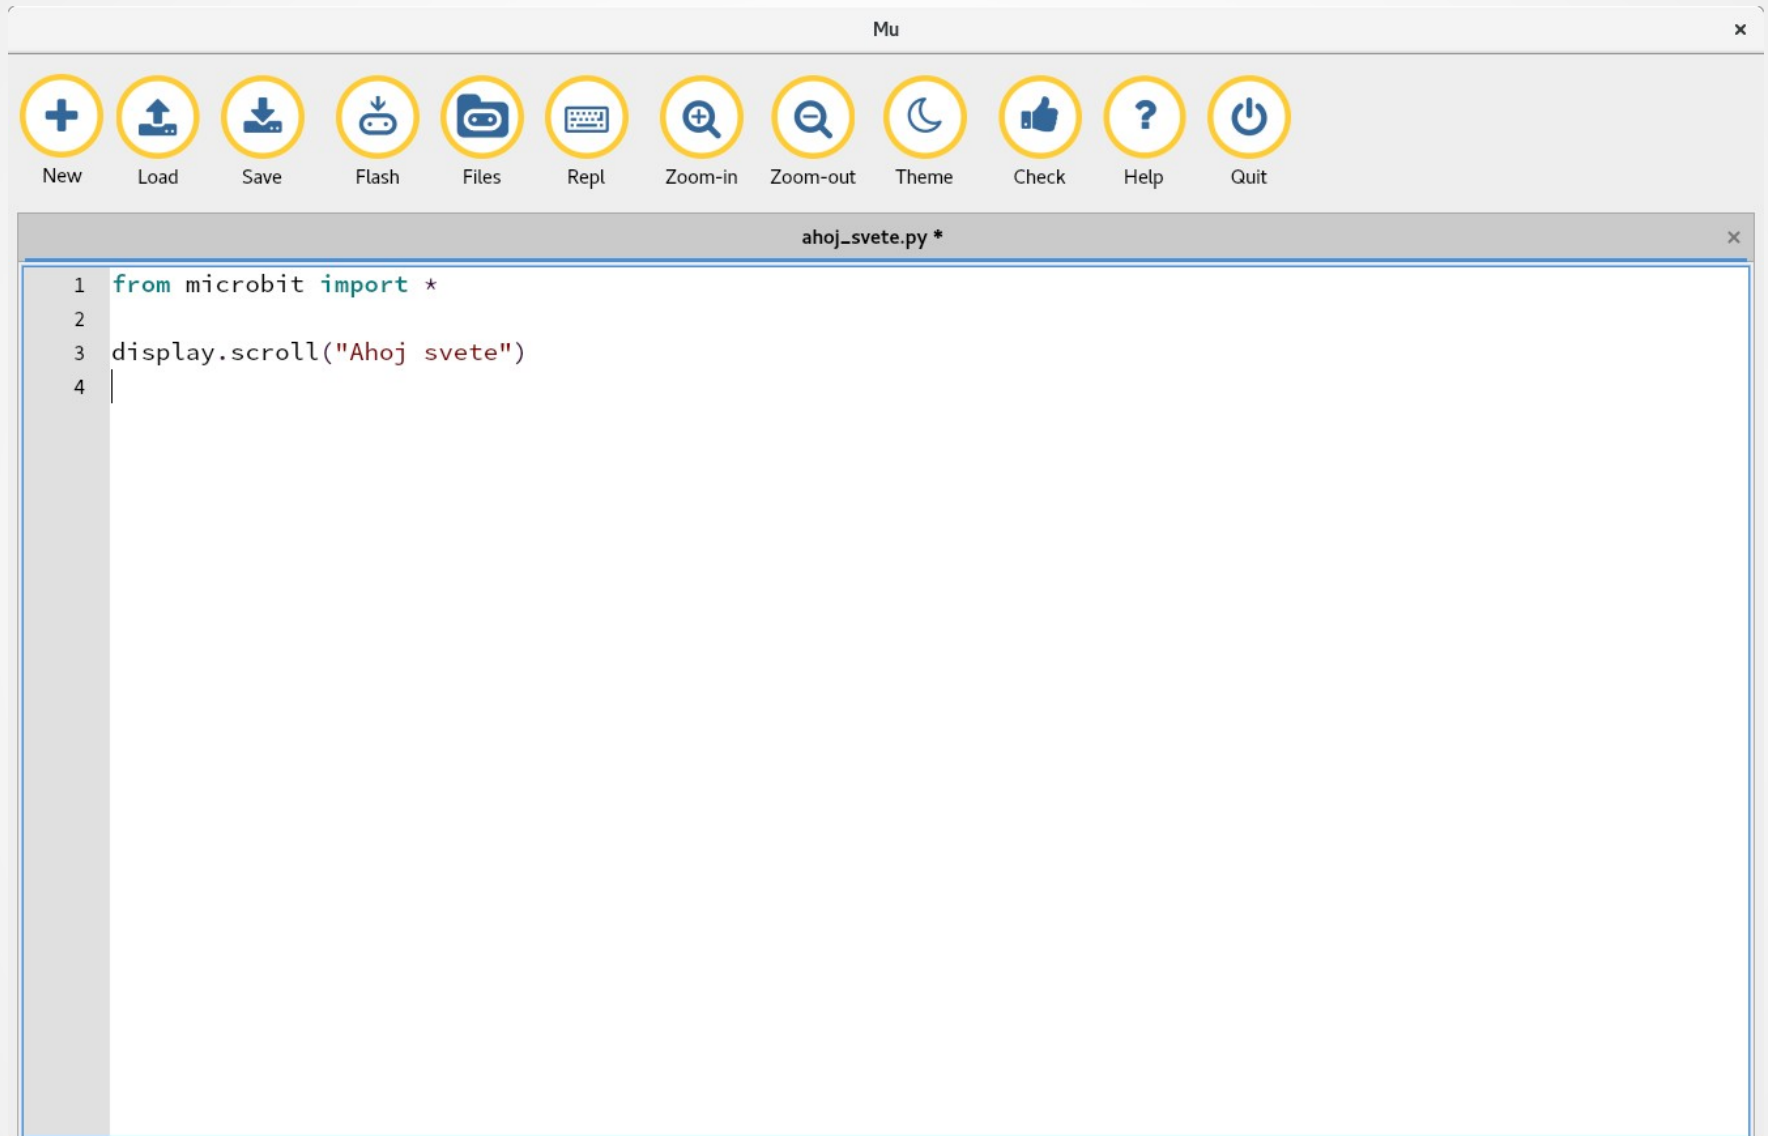 Mu
New Load Save Flash Files Repl Zoom-in Zoom-out Theme Check Help Quit
ahoj_svete.py *
1 from microbit import *
2
3 display.scroll("Ahoj svete")
4